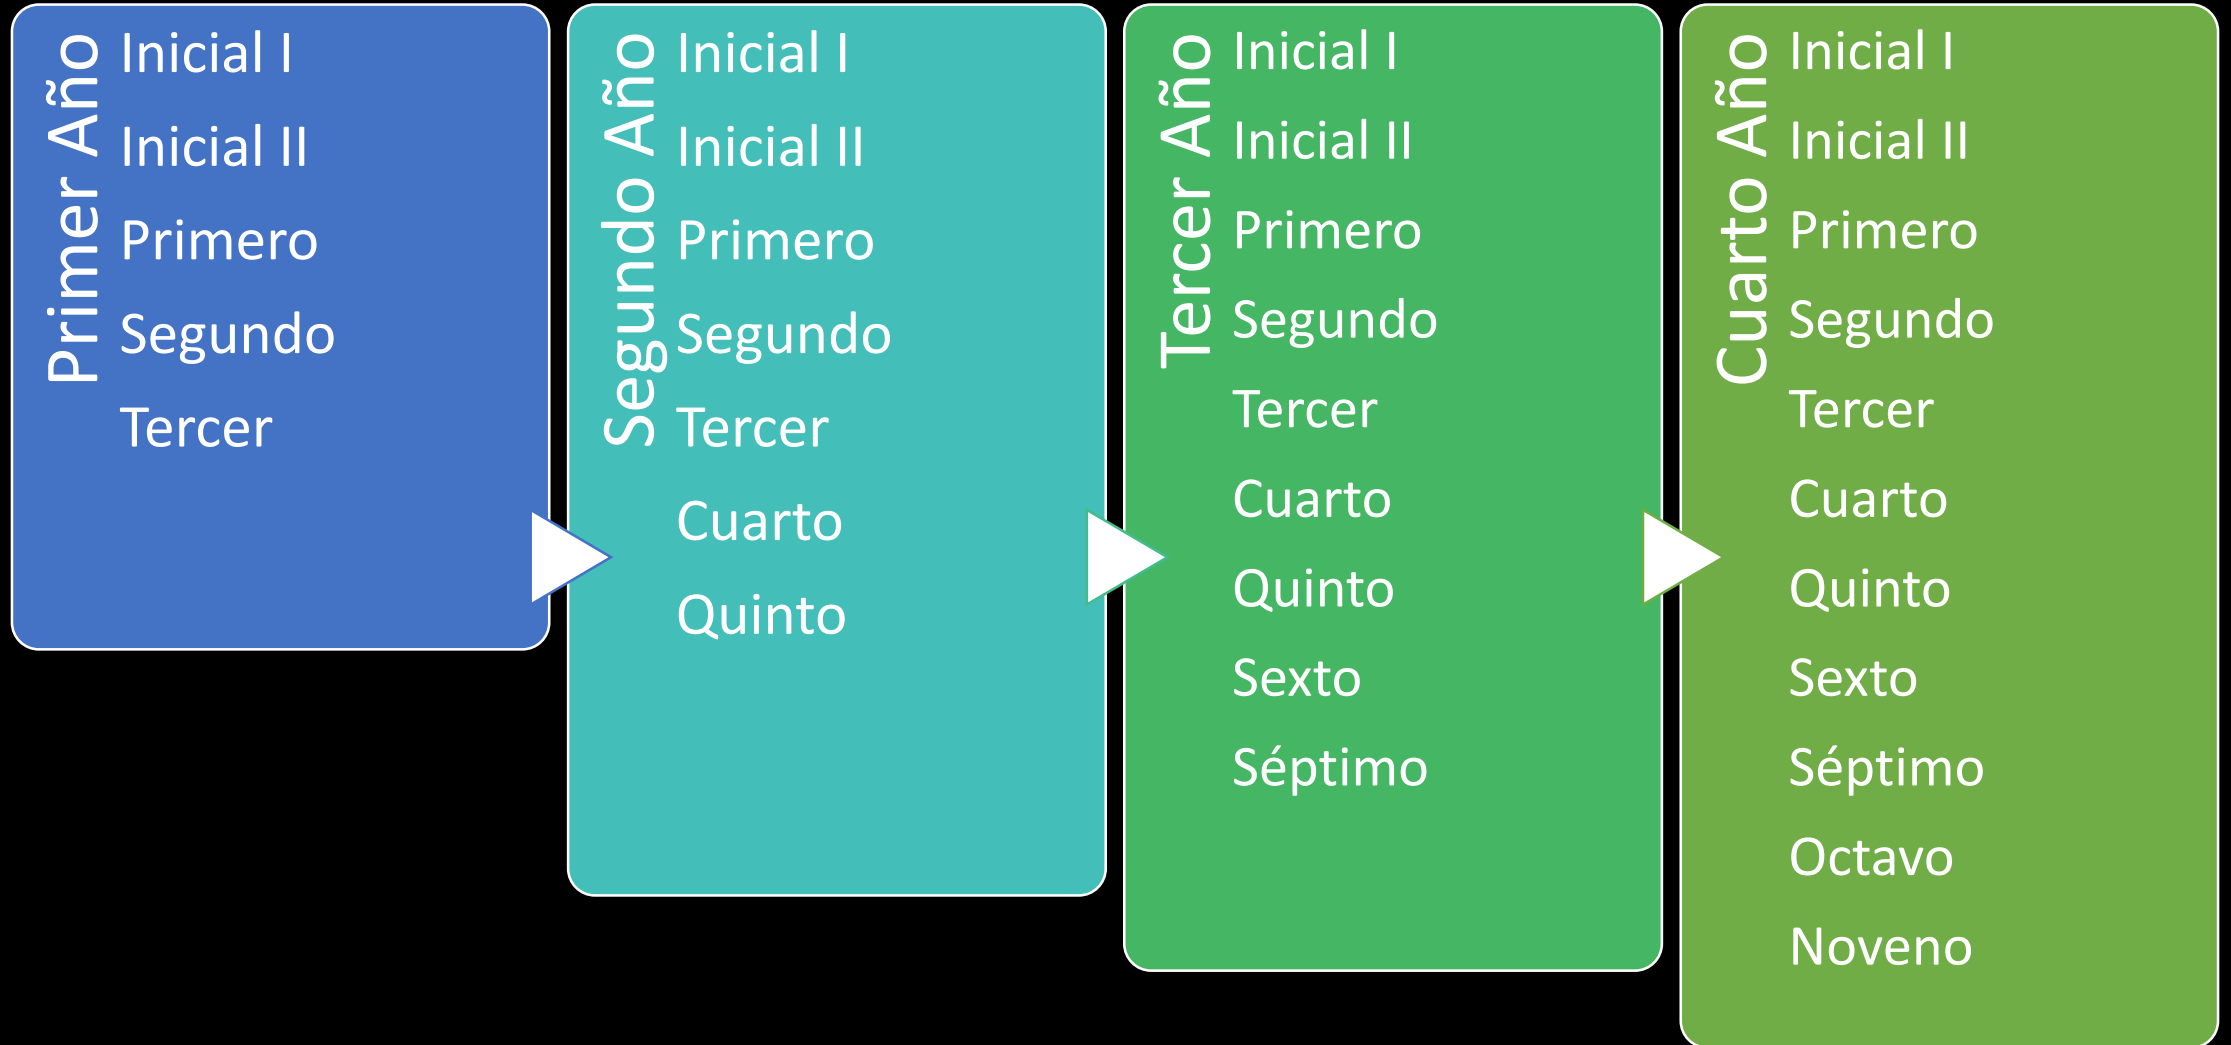 Primer Año
Inicial I
Inicial II
Primero
Segundo
Tercer
Segundo Año
Inicial I
Inicial II
Primero
Segundo
Tercer
Cuarto
Quinto
Tercer Año
Inicial I
Inicial II
Primero
Segundo
Tercer
Cuarto
Quinto
Sexto
Séptimo
Cuarto Año
Inicial I
Inicial II
Primero
Segundo
Tercer
Cuarto
Quinto
Sexto
Séptimo
Octavo
Noveno